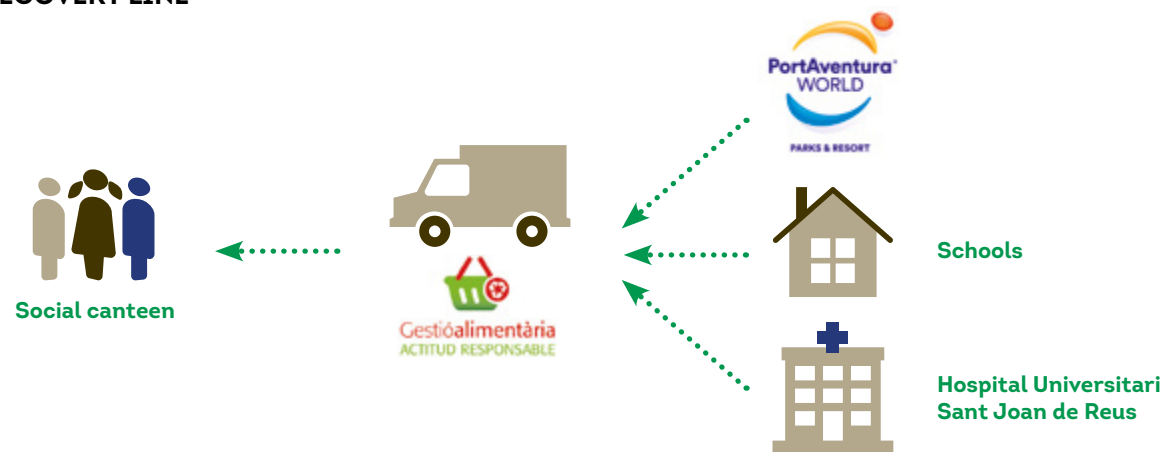 PortAventura
WORLD
PARKS & RESORT
Schools
Social canteen
Gestióalimentària
ACTITUD RESPONSABLE
Hospital Universitari
Sant Joan de Reus